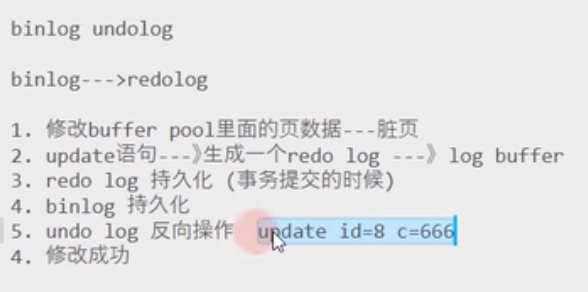 binlog undolog
binlog--->redolog
1. 修改buffer pool里面的页数据---脏页
2. update语句---》生成一个redo log ---》 log buffer
3. redo log 持久化 (事务提交的时候)
4. binlog 持久化
5. undo log 反向操作 update id=8 c=666
4. 修改成功